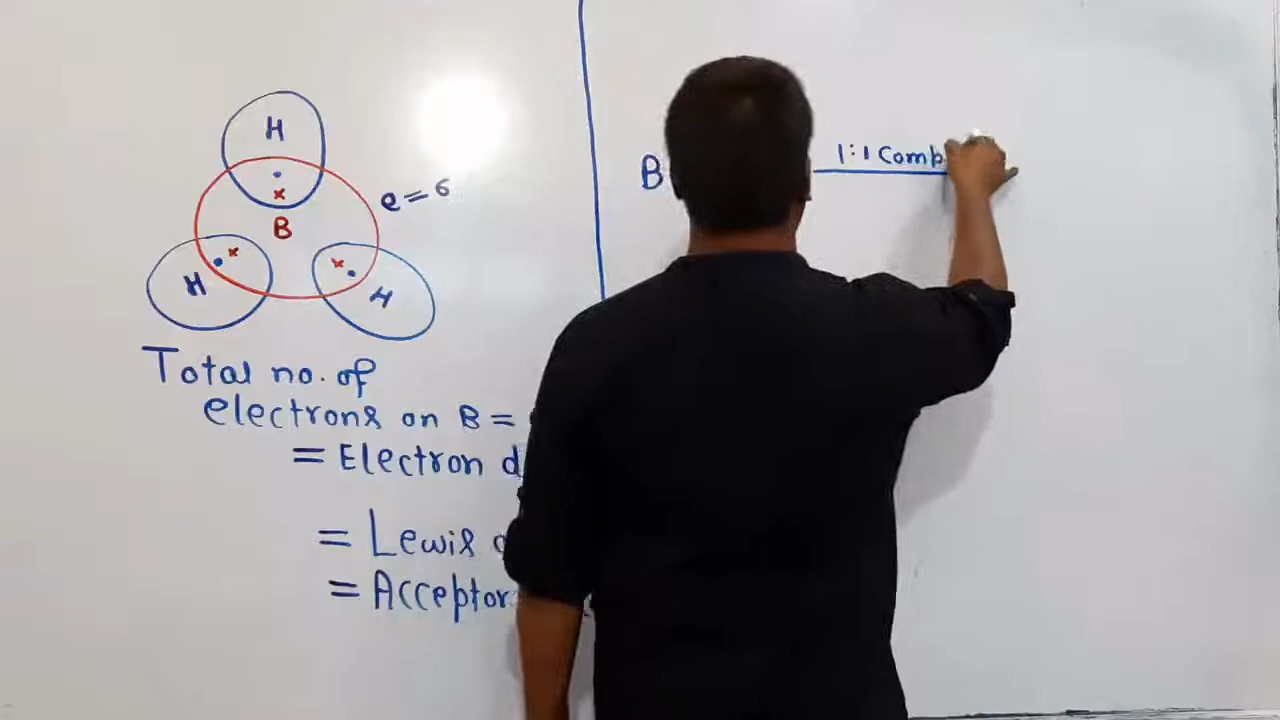 H
e = 6
B
H
H
Total no. of
electrons on B =
= Electron
= Lewis
= Acceptor
B
1:1 Comb